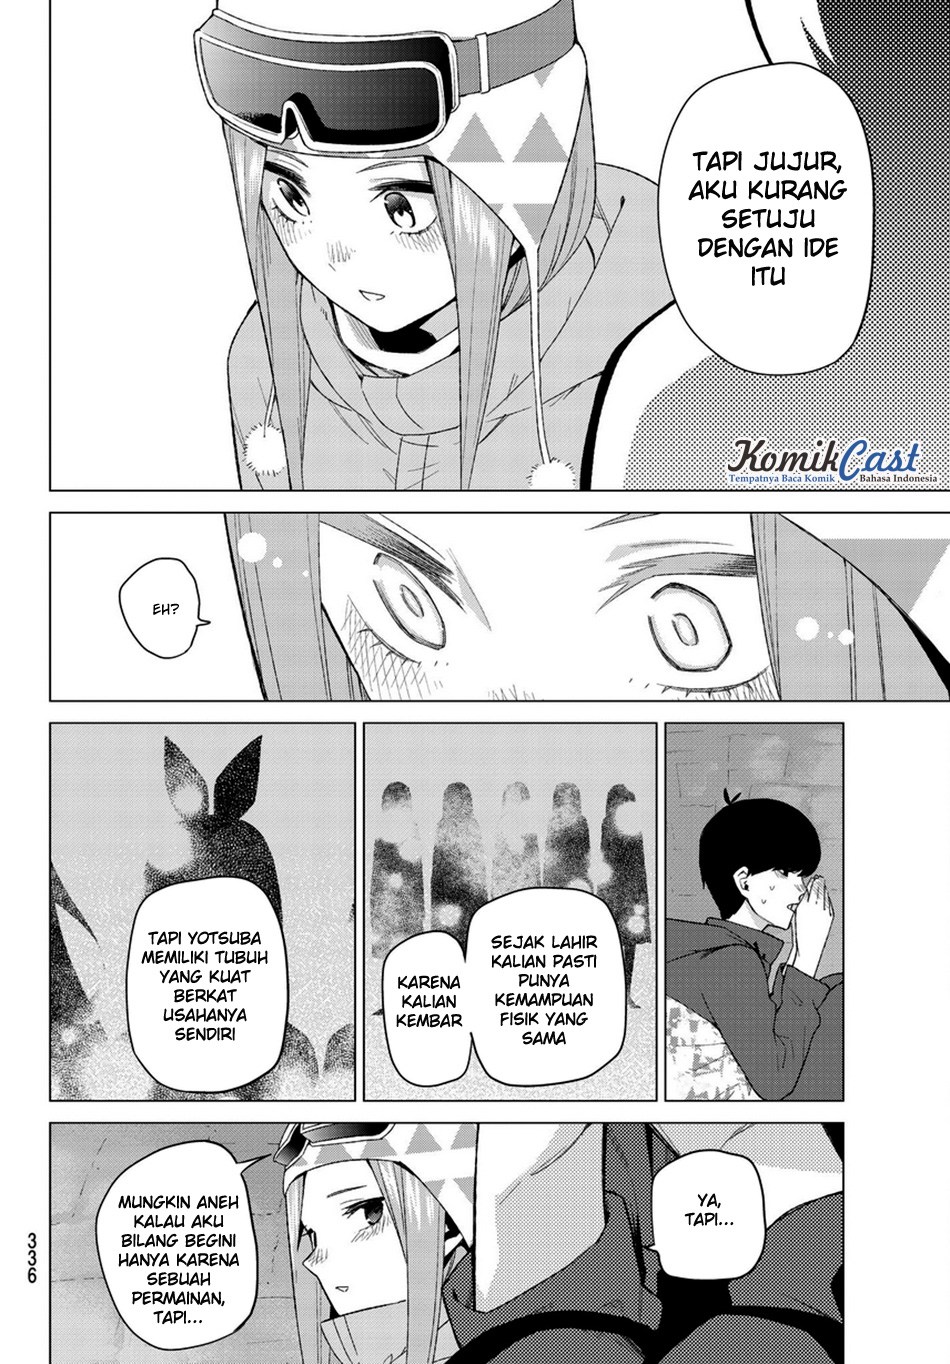 TAPI JUJUR,
AKU KURANG
SETUJU
DENGAN IDE
ITU
KomikCast
Tempatnya Baca Komik Bahasa Indonesia
EH?
SEJAK LAHIR
KALIAN PASTI
PUNYA
KEMAMPUAN
FISIK YANG
SAMA
KARENA
KALIAN
KEMBAR
TAPI YOTSUBA
MEMILIKI TUBUH
YANG KUAT
BERKAT
USAHANYA
SENDIRI
YA,
TAPI...
MUNGKIN ANEH
KALAU AKU
BILANG BEGINI
HANYA KARENA
SEBUAH
PERMAINAN,
TAPI...
336